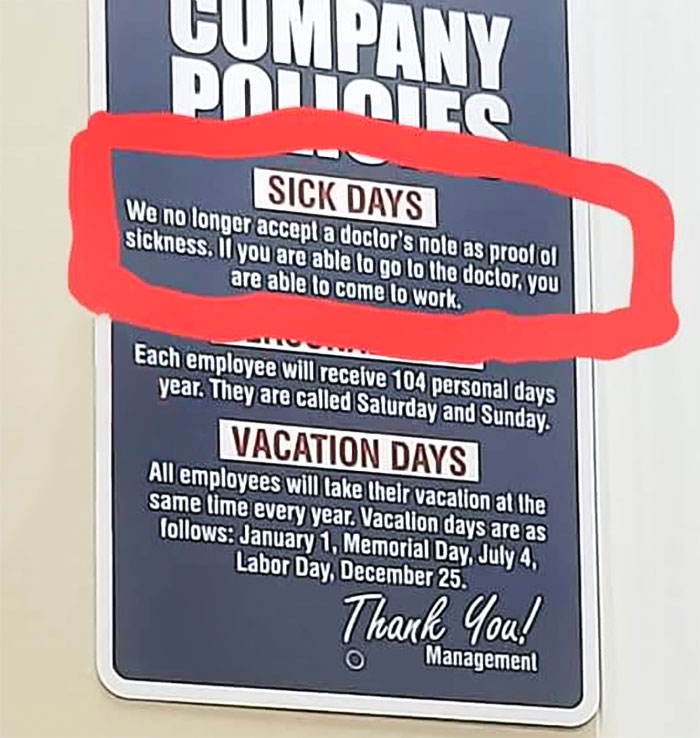 COMPANY
POLICIES
SICK DAYS
We no longer accept a doctor's note as proof of
sickness. If you are able to go to the doctor, you
are able to come to work.
Each employee will receive 104 personal days
year. They are called Saturday and Sunday.
VACATION DAYS
All employees will take their vacation at the
same time every year. Vacation days are as
follows: January 1, Memorial Day, July 4,
Labor Day, December 25.
Thank You!
Management